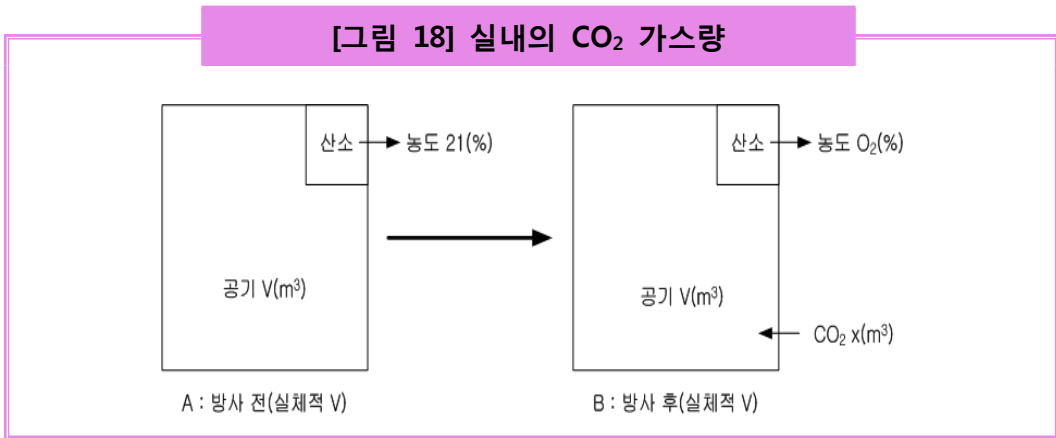 [그림 18] 실내의 CO₂ 가스량
산소
농도 21(%)
공기 V(m³)
A : 방사 전(실체적 V)
산소
농도 O₂(%)
공기 V(m³)
CO₂ x(m³)
B : 방사 후(실체적 V)